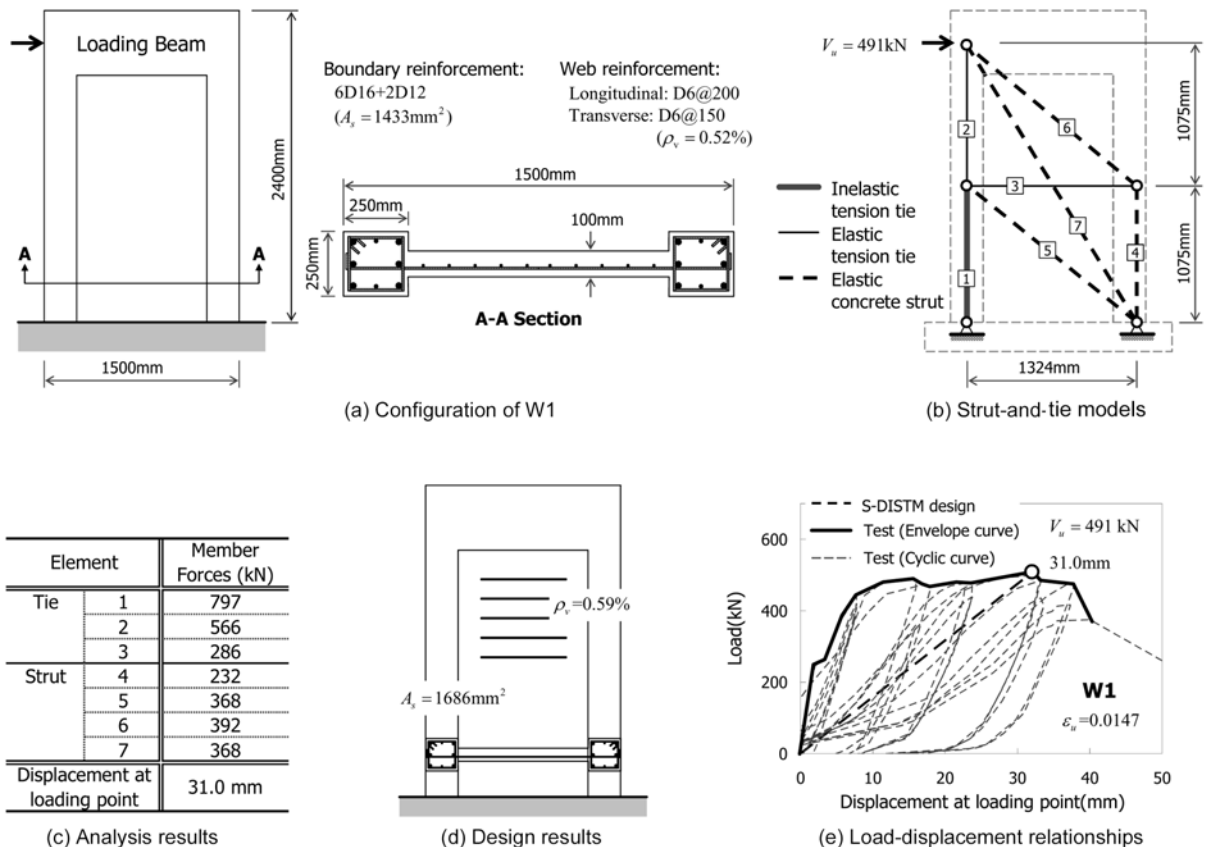 Loading Beam
2400mm
A
A
1500mm
Boundary reinforcement:
6D16+2D12
(A_s = 1433mm²)
Web reinforcement:
Longitudinal: D6@200
Transverse: D6@150
(ρ_v = 0.52%)
1500mm
250mm
100mm
250mm
A-A Section
(a) Configuration of W1
V_u = 491kN
2
6
1075mm
3
7
5
4
1
1075mm
Inelastic
tension tie
Elastic
tension tie
Elastic
concrete strut
1324mm
(b) Strut-and-tie models
Element Member Forces (kN)
Tie 1 797
2 566
3 286
Strut 4 232
5 368
6 392
7 368
Displacement at loading point 31.0 mm
(c) Analysis results
ρ_v=0.59%
A_s = 1686mm²
(d) Design results
S-DISTM design
Test (Envelope curve)
Test (Cyclic curve)
V_u = 491 kN
31.0mm
600
400
200
0
Load(kN)
W1
ε_u=0.0147
0 10 20 30 40 50
Displacement at loading point(mm)
(e) Load-displacement relationships